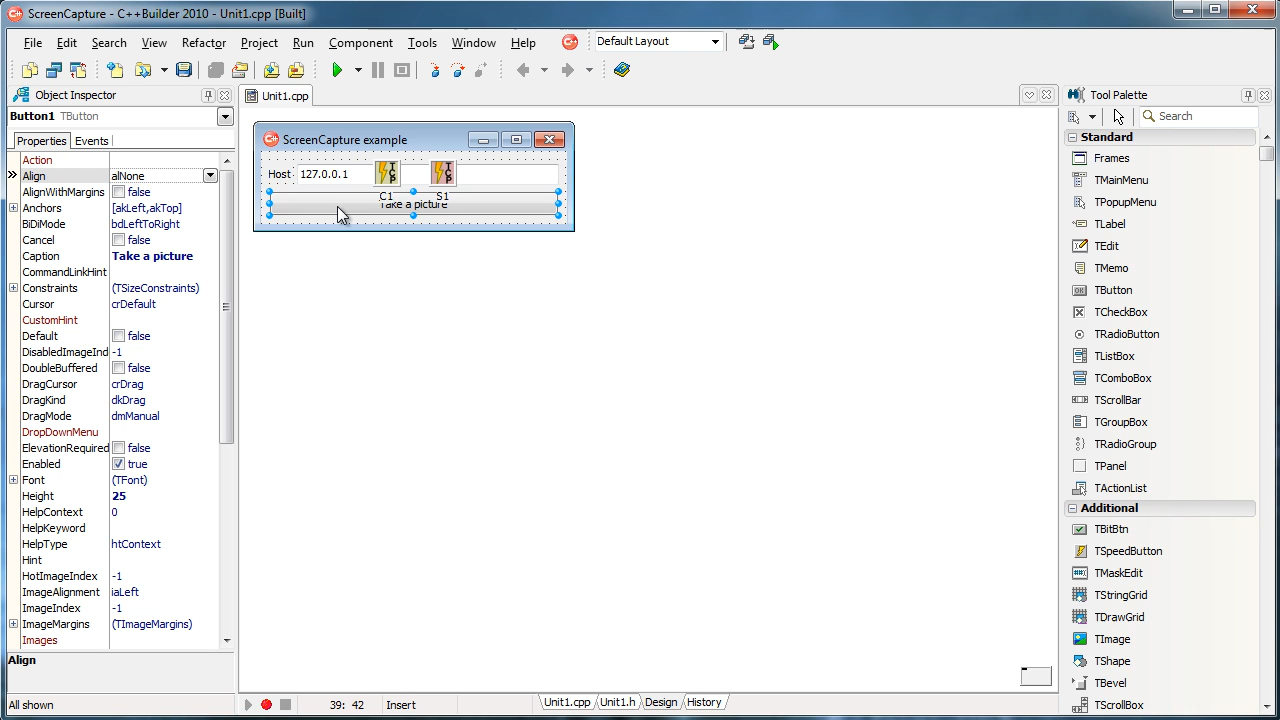 ScreenCapture - C++Builder 2010 - Unit1.cpp [Built]
File Edit Search View Refactor Project Run Component Tools Window Help Default Layout
Object Inspector
Button1 TButton
Properties Events
Action
Align alNone
AlignWithMargins false
Anchors [akLeft,akTop]
BiDiMode bdLeftToRight
Cancel false
Caption Take a picture
CommandLinkHint
Constraints (TSizeConstraints)
Cursor crDefault
CustomHint
Default false
DisabledImageInd -1
DoubleBuffered false
DragCursor crDrag
DragKind dkDrag
DragMode dmManual
DropDownMenu
ElevationRequired false
Enabled true
Font (TFont)
Height 25
HelpContext 0
HelpKeyword
HelpType htContext
Hint
HotImageIndex -1
ImageAlignment iaLeft
ImageIndex -1
ImageMargins (TImageMargins)
Images
Align
All shown
Unit1.cpp
ScreenCapture example
Host 127.0.0.1
TCP TCP
C1 S1
Take a picture
39: 42 Insert
Unit1.cpp Unit1.h Design History
Tool Palette
Search
Standard
Frames
TMainMenu
TPopupMenu
TLabel
TEdit
TMemo
TButton
TCheckBox
TRadioButton
TListBox
TComboBox
TScrollBar
TGroupBox
TRadioGroup
TPanel
TActionList
Additional
TBitBtn
TSpeedButton
TMaskEdit
TStringGrid
TDrawGrid
TImage
TShape
TBevel
TScrollBox